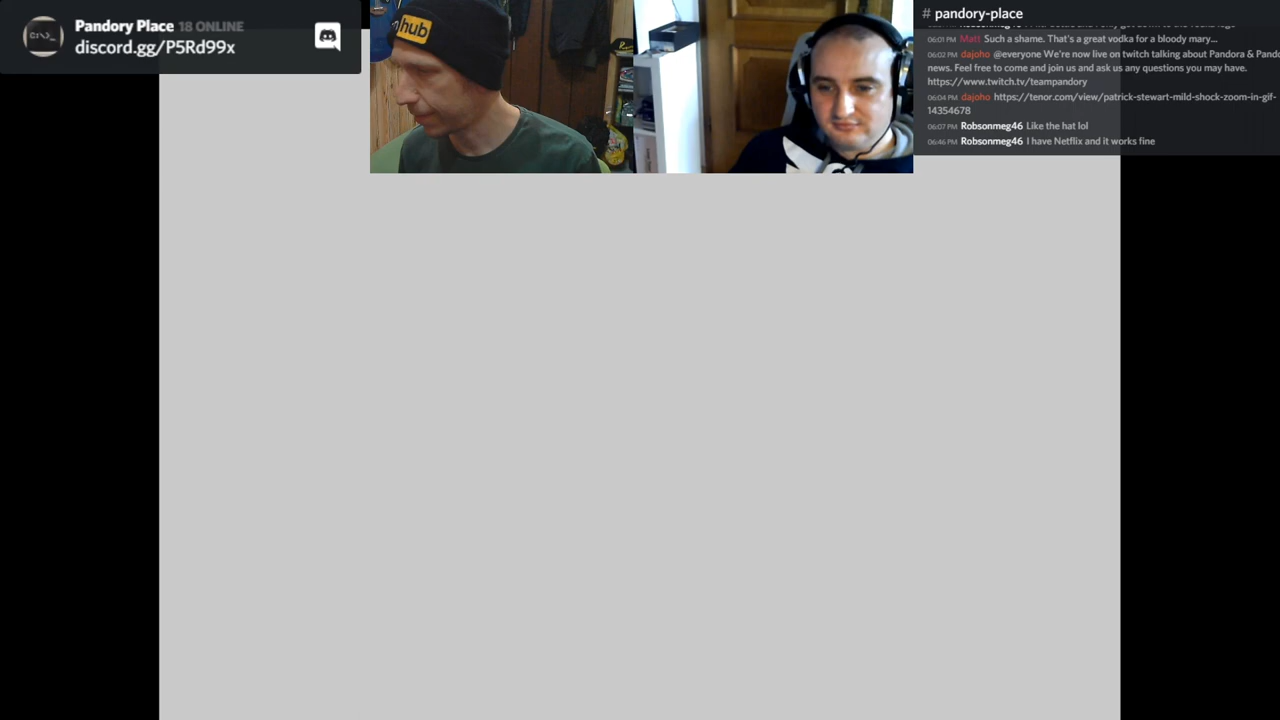 Pandory Place 18 ONLINE
discord.gg/P5Rd99x
hub
# pandory-place
06:01 PM Matt Such a shame. That's a great vodka for a bloody mary...
06:02 PM dajoho @everyone We're now live on twitch talking about Pandora & Pando
news. Feel free to come and join us and ask us any questions you may have.
https://www.twitch.tv/teampandory
06:04 PM dajoho https://tenor.com/view/patrick-stewart-mild-shock-zoom-in-gif-
14354678
06:07 PM Robsonmeg46 Like the hat lol
06:46 PM Robsonmeg46 I have Netflix and it works fine